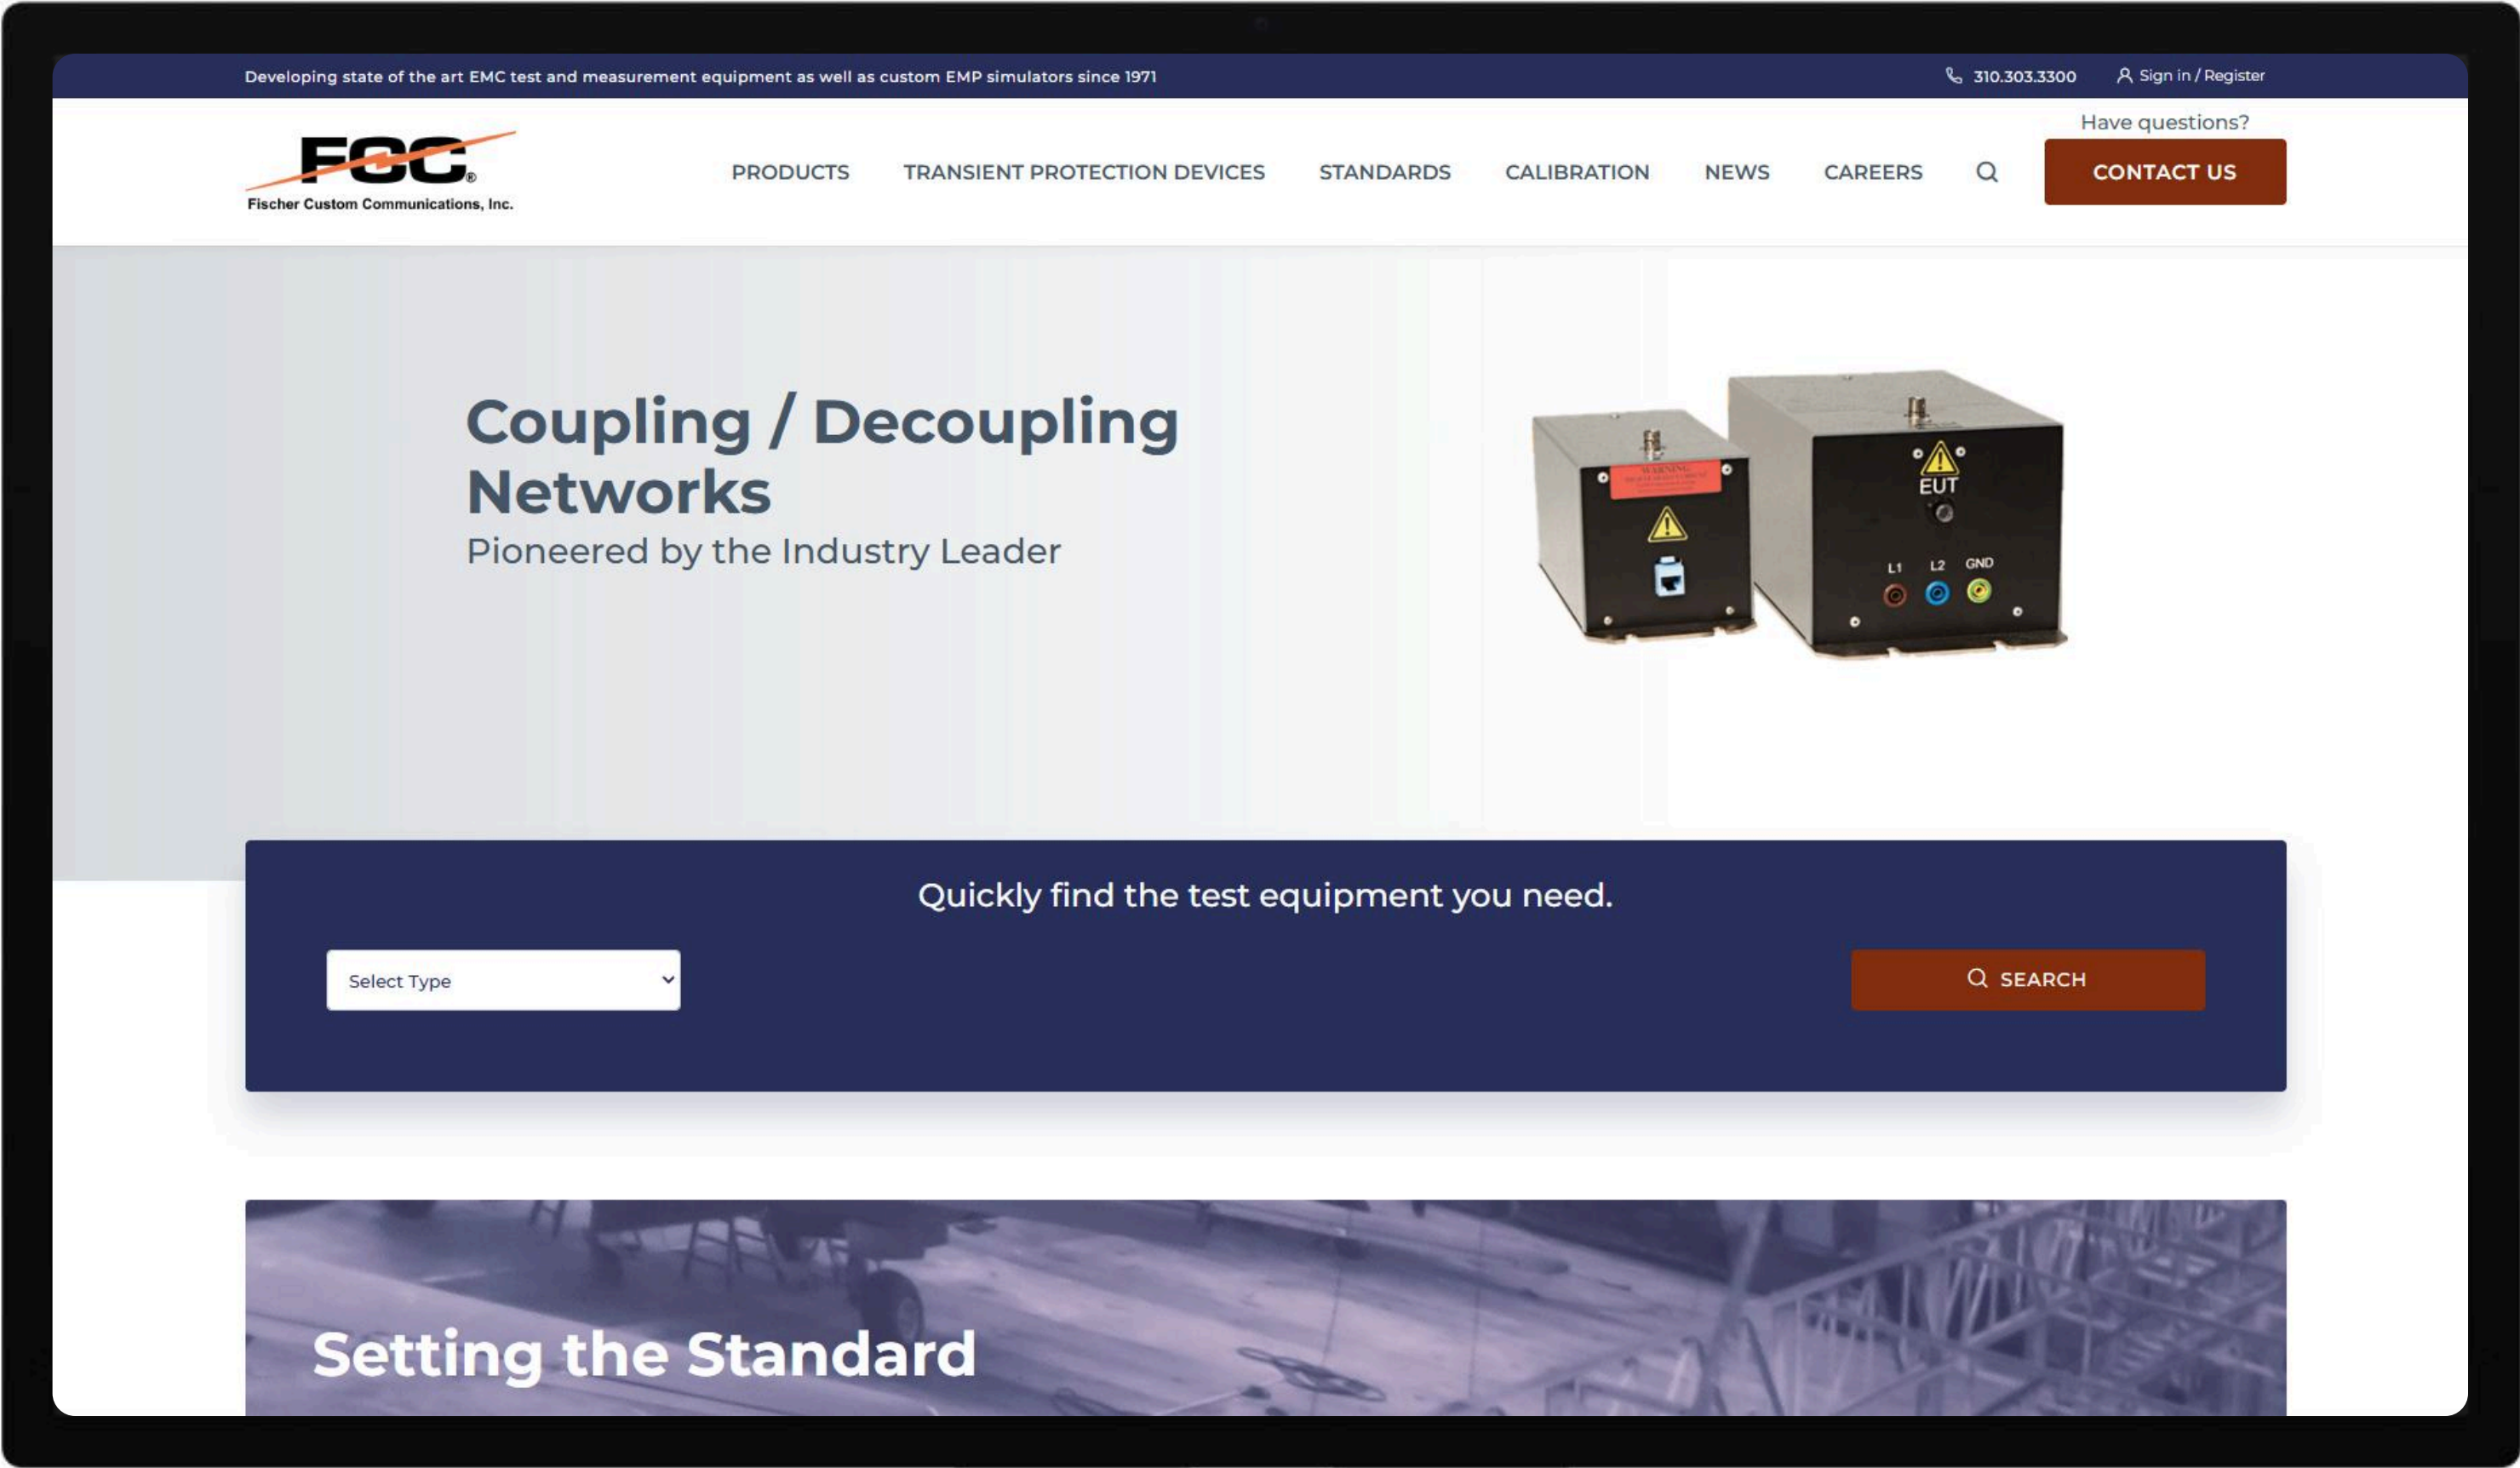 Developing state of the art EMC test and measurement equipment as well as custom EMP simulators since 1971
310.303.3300
Sign in / Register
FCC®
Fischer Custom Communications, Inc.
PRODUCTS
TRANSIENT PROTECTION DEVICES
STANDARDS
CALIBRATION
NEWS
CAREERS
Have questions?
CONTACT US
Coupling / Decoupling
Networks
Pioneered by the Industry Leader
WARNING
EUT
L1 L2 GND
Quickly find the test equipment you need.
Select Type
SEARCH
Setting the Standard